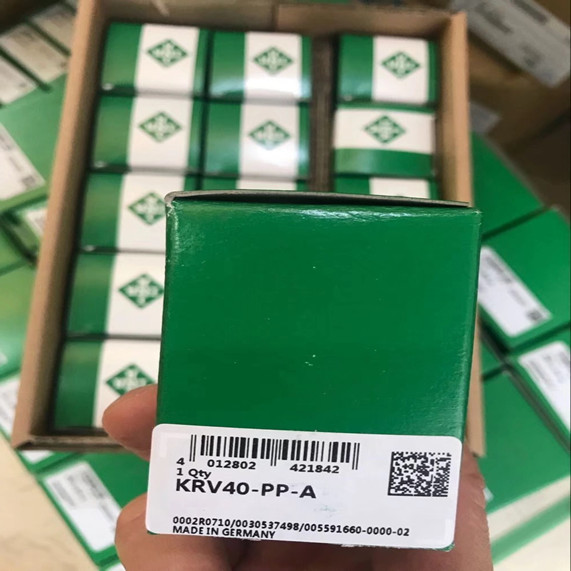 4 012802 421842
1 Qty
KRV40-PP-A
0002R0710/0030537498/005591660-0000-02
MADE IN GERMANY